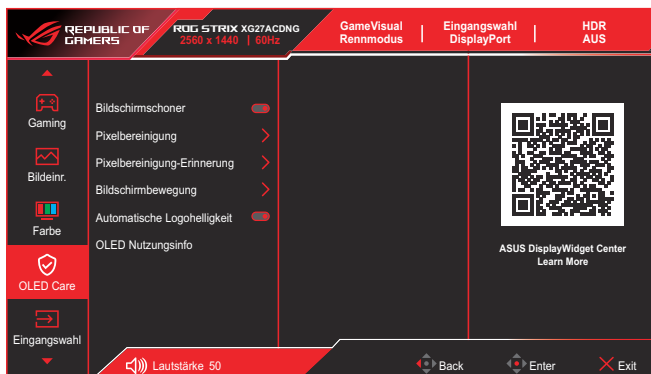 REPUBLIC OF
GAMERS
ROG STRIX XG27ACDNG
2560 x 1440 | 60Hz
GameVisual
Rennmodus
Eingangswahl
DisplayPort
HDR
AUS
Gaming
Bildeinr.
Farbe
OLED Care
Eingangswahl
Bildschirmschoner
Pixelbereinigung
Pixelbereinigung-Erinnerung
Bildschirmbewegung
Automatische Logohelligkeit
OLED Nutzungsinfo
ASUS DisplayWidget Center
Learn More
Lautstärke 50
Back
Enter
Exit